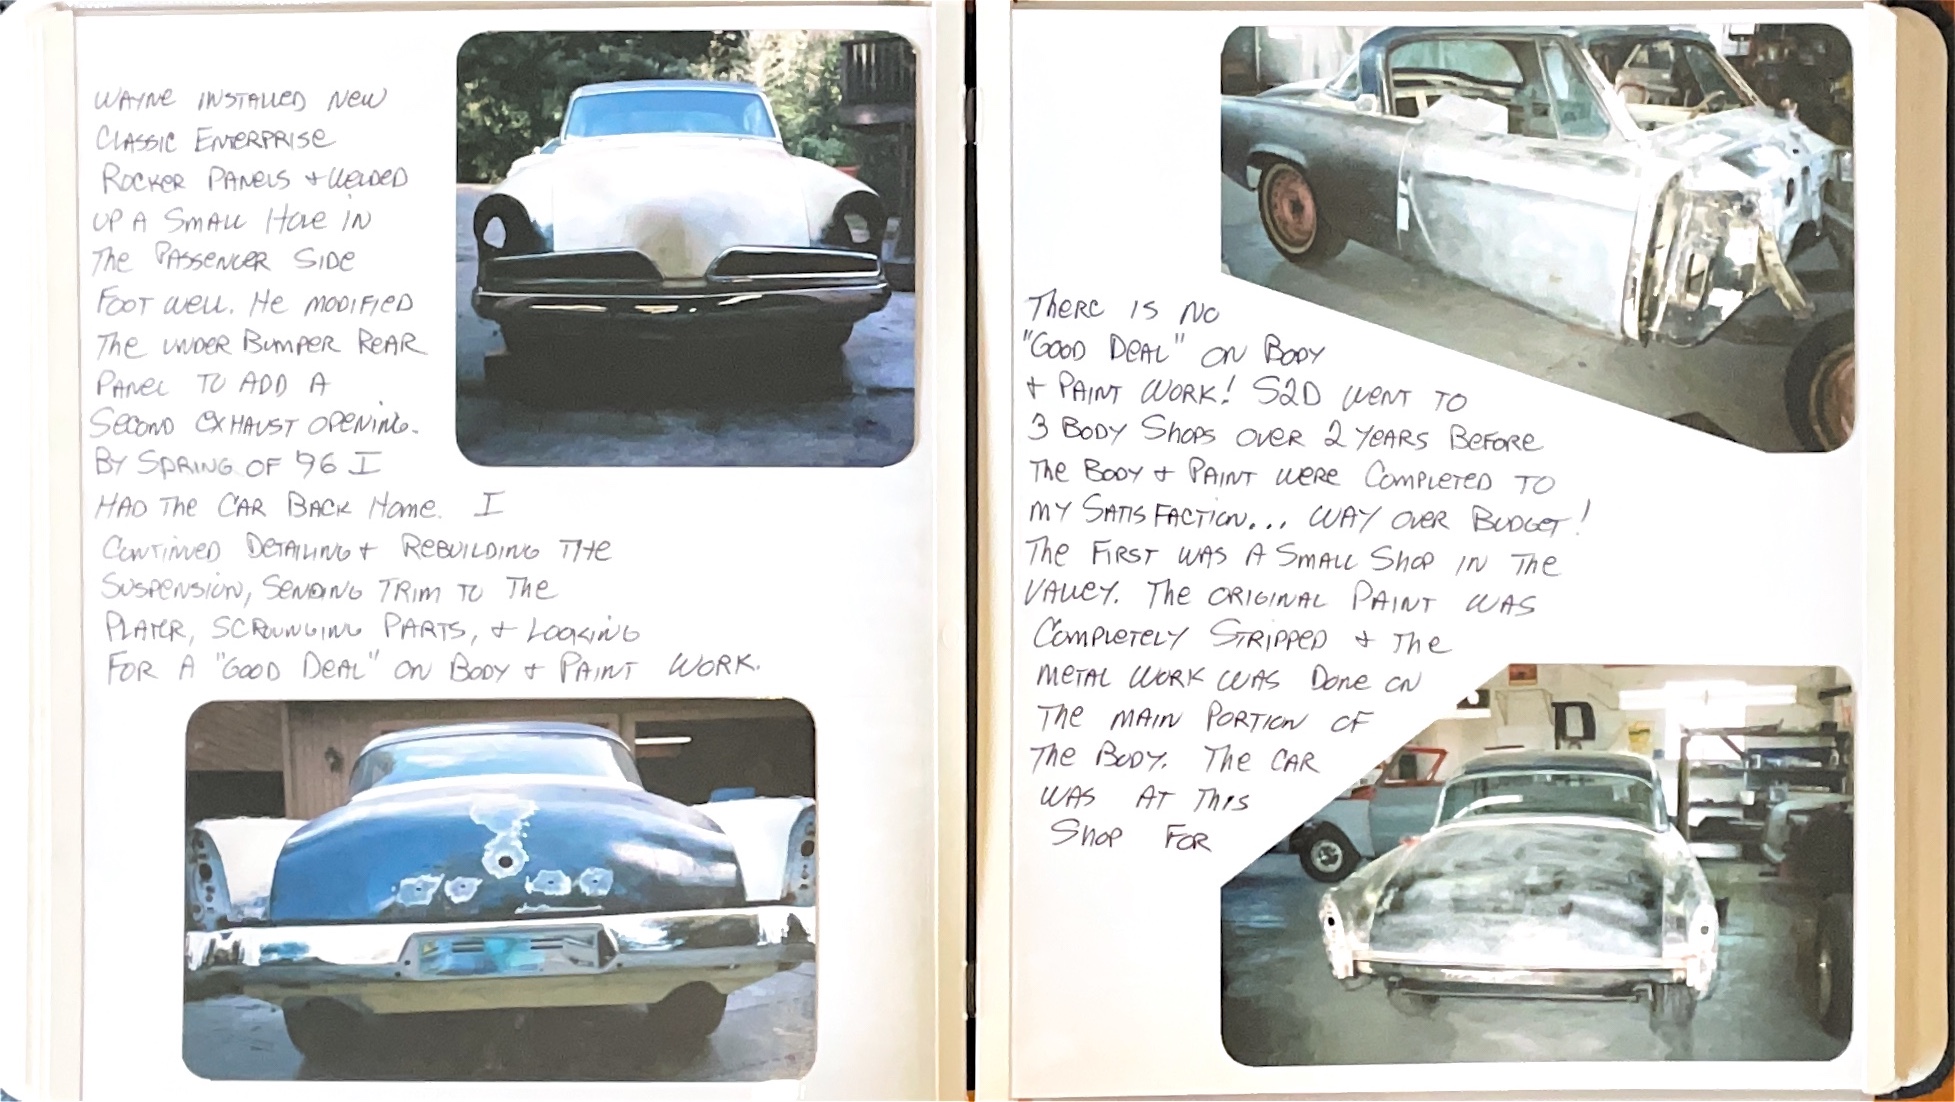 WAYNE INSTALLED NEW
CLASSIC ENTERPRISE
ROCKER PANELS + WELDED
UP A SMALL HOLE IN
THE PASSENGER SIDE
FOOT WELL. HE MODIFIED
THE UNDER BUMPER REAR
PANEL TO ADD A
SECOND EXHAUST OPENING.
BY SPRING OF '96 I
HAD THE CAR BACK HOME. I
CONTINUED DETAILING + REBUILDING THE
SUSPENSION, SENDING TRIM TO THE
PLATER, SCROUNGING PARTS, + LOOKING
FOR A "GOOD DEAL" ON BODY + PAINT WORK.
THERE IS NO
"GOOD DEAL" ON BODY
+ PAINT WORK! S2D WENT TO
3 BODY SHOPS OVER 2 YEARS BEFORE
THE BODY + PAINT WERE COMPLETED TO
MY SATISFACTION... WAY OVER BUDGET!
THE FIRST WAS A SMALL SHOP IN THE
VALLEY. THE ORIGINAL PAINT WAS
COMPLETELY STRIPPED + THE
METAL WORK WAS DONE ON
THE MAIN PORTION OF
THE BODY. THE CAR
WAS AT THIS
SHOP FOR